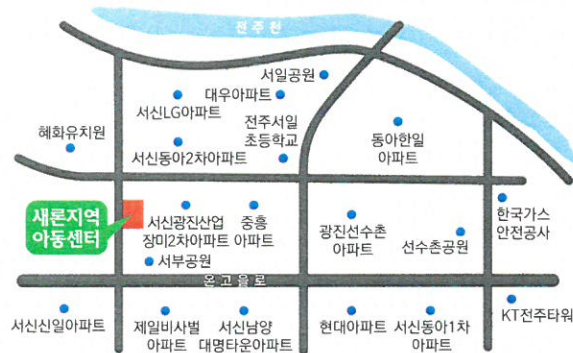 전주천
서일공원
대우아파트
서신LG아파트
전주서일
초등학교
동아한일
아파트
혜화유치원
서신동아2차아파트
새론지역
아동센터
서신광진산업
장미2차아파트
중흥
아파트
광진선수촌
아파트
선수촌공원
한국가스
안전공사
서부공원
온고을로
서신신일아파트
제일비사벌
아파트
서신남양
대명타운아파트
현대아파트
서신동아1차
아파트
KT전주타워